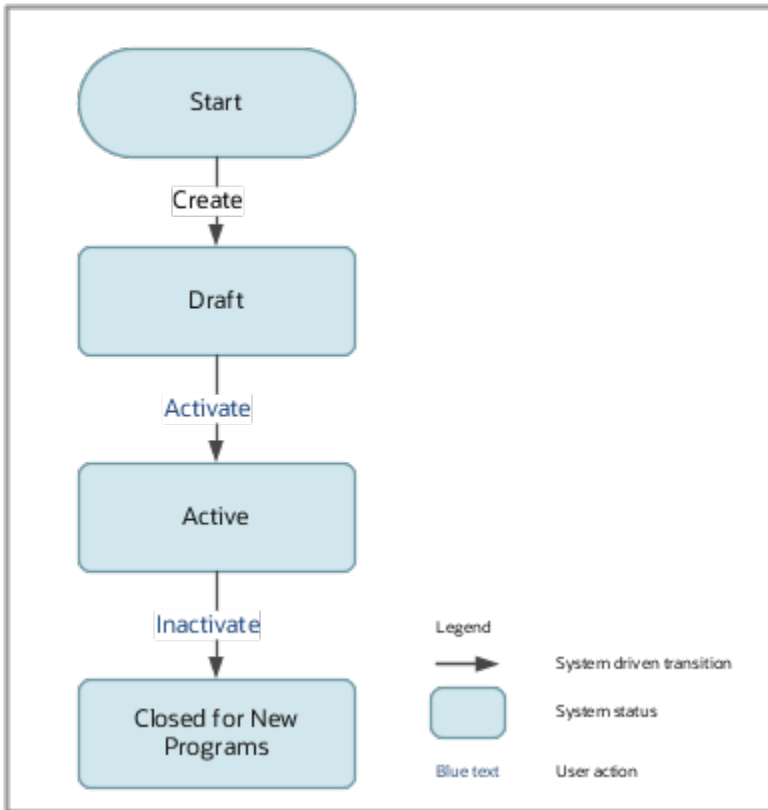 Start
Create
Draft
Activate
Active
Inactivate
Closed for New
Programs
Legend
System driven transition
System status
Blue text
User action